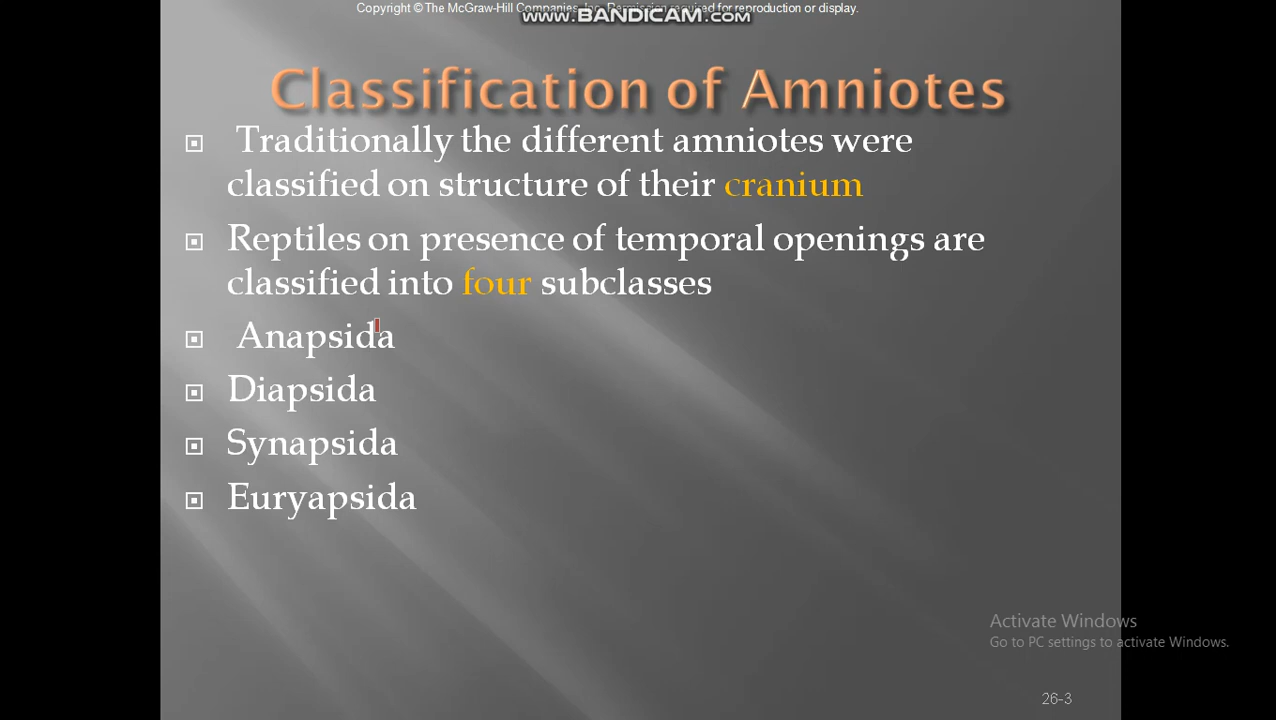 Copyright © The McGraw-Hill Companies, Inc. Permission required for reproduction or display.
www.BANDICAM.com
Classification of Amniotes
Traditionally the different amniotes were
classified on structure of their cranium
Reptiles on presence of temporal openings are
classified into four subclasses
Anapsida
Diapsida
Synapsida
Euryapsida
Activate Windows
Go to PC settings to activate Windows.
26-3